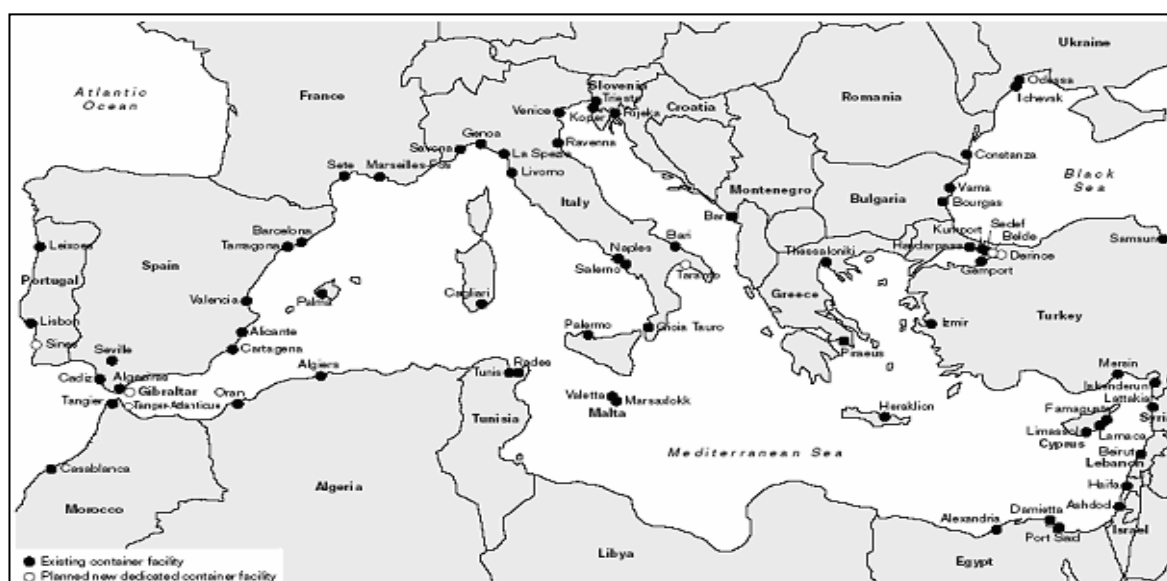 Ukraine
Odessa
Ilichevsk
Atlantic
Ocean
France
Slovenia
Trieste
Venice
Koper
Rijeka
Croatia
Romania
Genoa
Savona
La Spezia
Ravenna
Livorno
Constanza
Sete
Marseilles-Fos
Italy
Montenegro
Bar
Bulgaria
Varna
Bourgas
Black
Sea
Barcelona
Tarragona
Leixoes
Portugal
Spain
Naples
Salerno
Bari
Taranto
Thessaloniki
Kumport
Sedef
Belde
Haydarpasa
Derince
Gemport
Samsun
Valencia
Palma
Cagliari
Greece
Turkey
Lisbon
Sines
Alicante
Cartagena
Seville
Palermo
Gioia Tauro
Piraeus
Izmir
Cadiz
Algeciras
Gibraltar
Oran
Algiers
Tunis
Rades
Mersin
Iskenderun
Tangier
Tanger-Atlanticus
Valetta
Marsaxlokk
Malta
Tunisia
Heraklion
Lattakia
Syria
Famagusta
Limassol
Larnaca
Cyprus
Beirut
Lebanon
Casablanca
Mediterranean Sea
Morocco
Algeria
Haifa
Ashdod
Israel
Damietta
Alexandria
Port Said
Libya
Egypt
Existing container facility
Planned new dedicated container facility